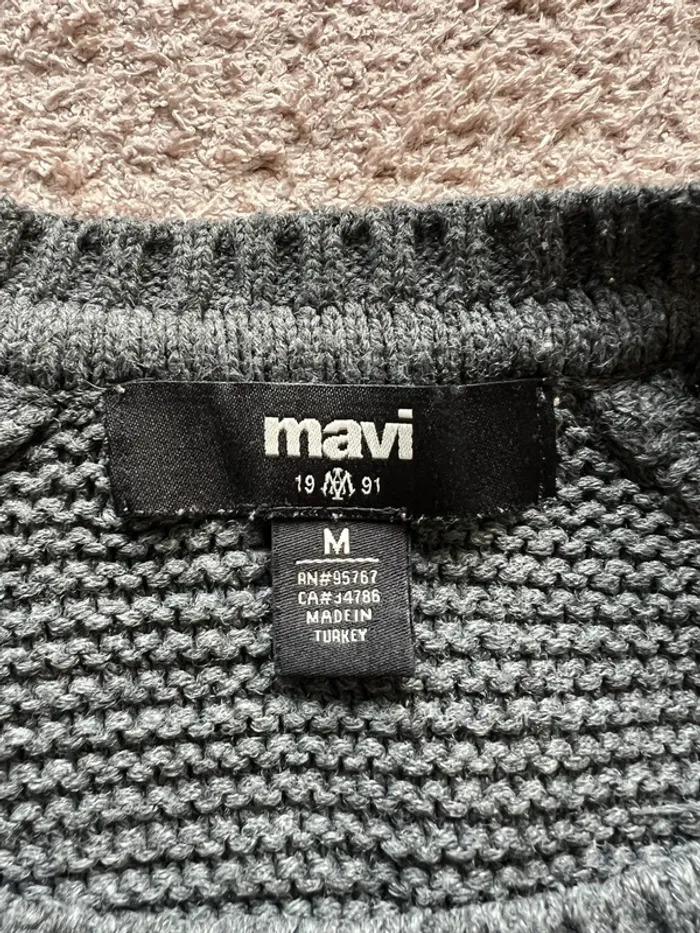 mavi
19 91
M
RN#95767
CA#34786
MADE IN
TURKEY